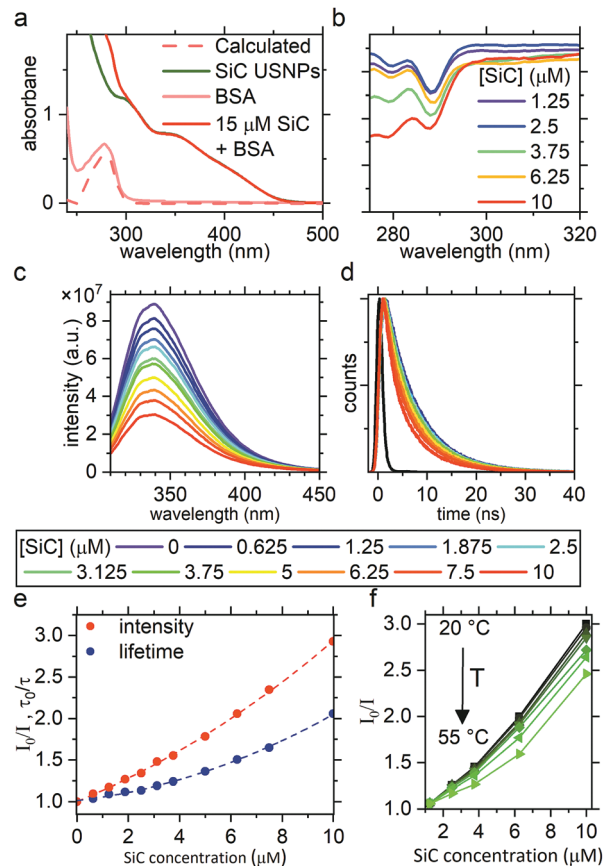 a
absorbane
1
0
300
400
500
wavelength (nm)
Calculated
SiC USNPs
BSA
15 μM SiC
+ BSA
b
[SiC] (μM)
1.25
2.5
3.75
6.25
10
280
290
300
310
320
wavelength (nm)
c
×10⁷
intensity (a.u.)
8
6
4
2
0
350
400
450
wavelength (nm)
d
counts
0
10
20
30
40
time (ns)
[SiC] (μM)
0
0.625
1.25
1.875
2.5
3.125
3.75
5
6.25
7.5
10
e
intensity
lifetime
I₀/I , τ₀/τ
3.0
2.5
2.0
1.5
1.0
0
2
4
6
8
10
SiC concentration (μM)
f
20 °C
T
55 °C
I₀/I
3.0
2.5
2.0
1.5
1.0
2
4
6
8
10
SiC concentration (μM)